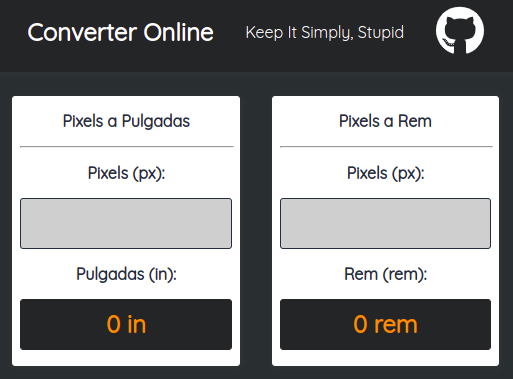 Converter Online
Keep It Simply, Stupid
Pixels a Pulgadas
Pixels (px):
Pulgadas (in):
0 in
Pixels a Rem
Pixels (px):
Rem (rem):
0 rem